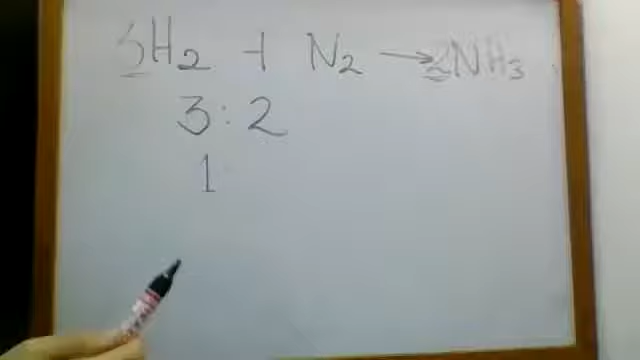 3H₂ + N₂ → 2NH₃
3:2
1